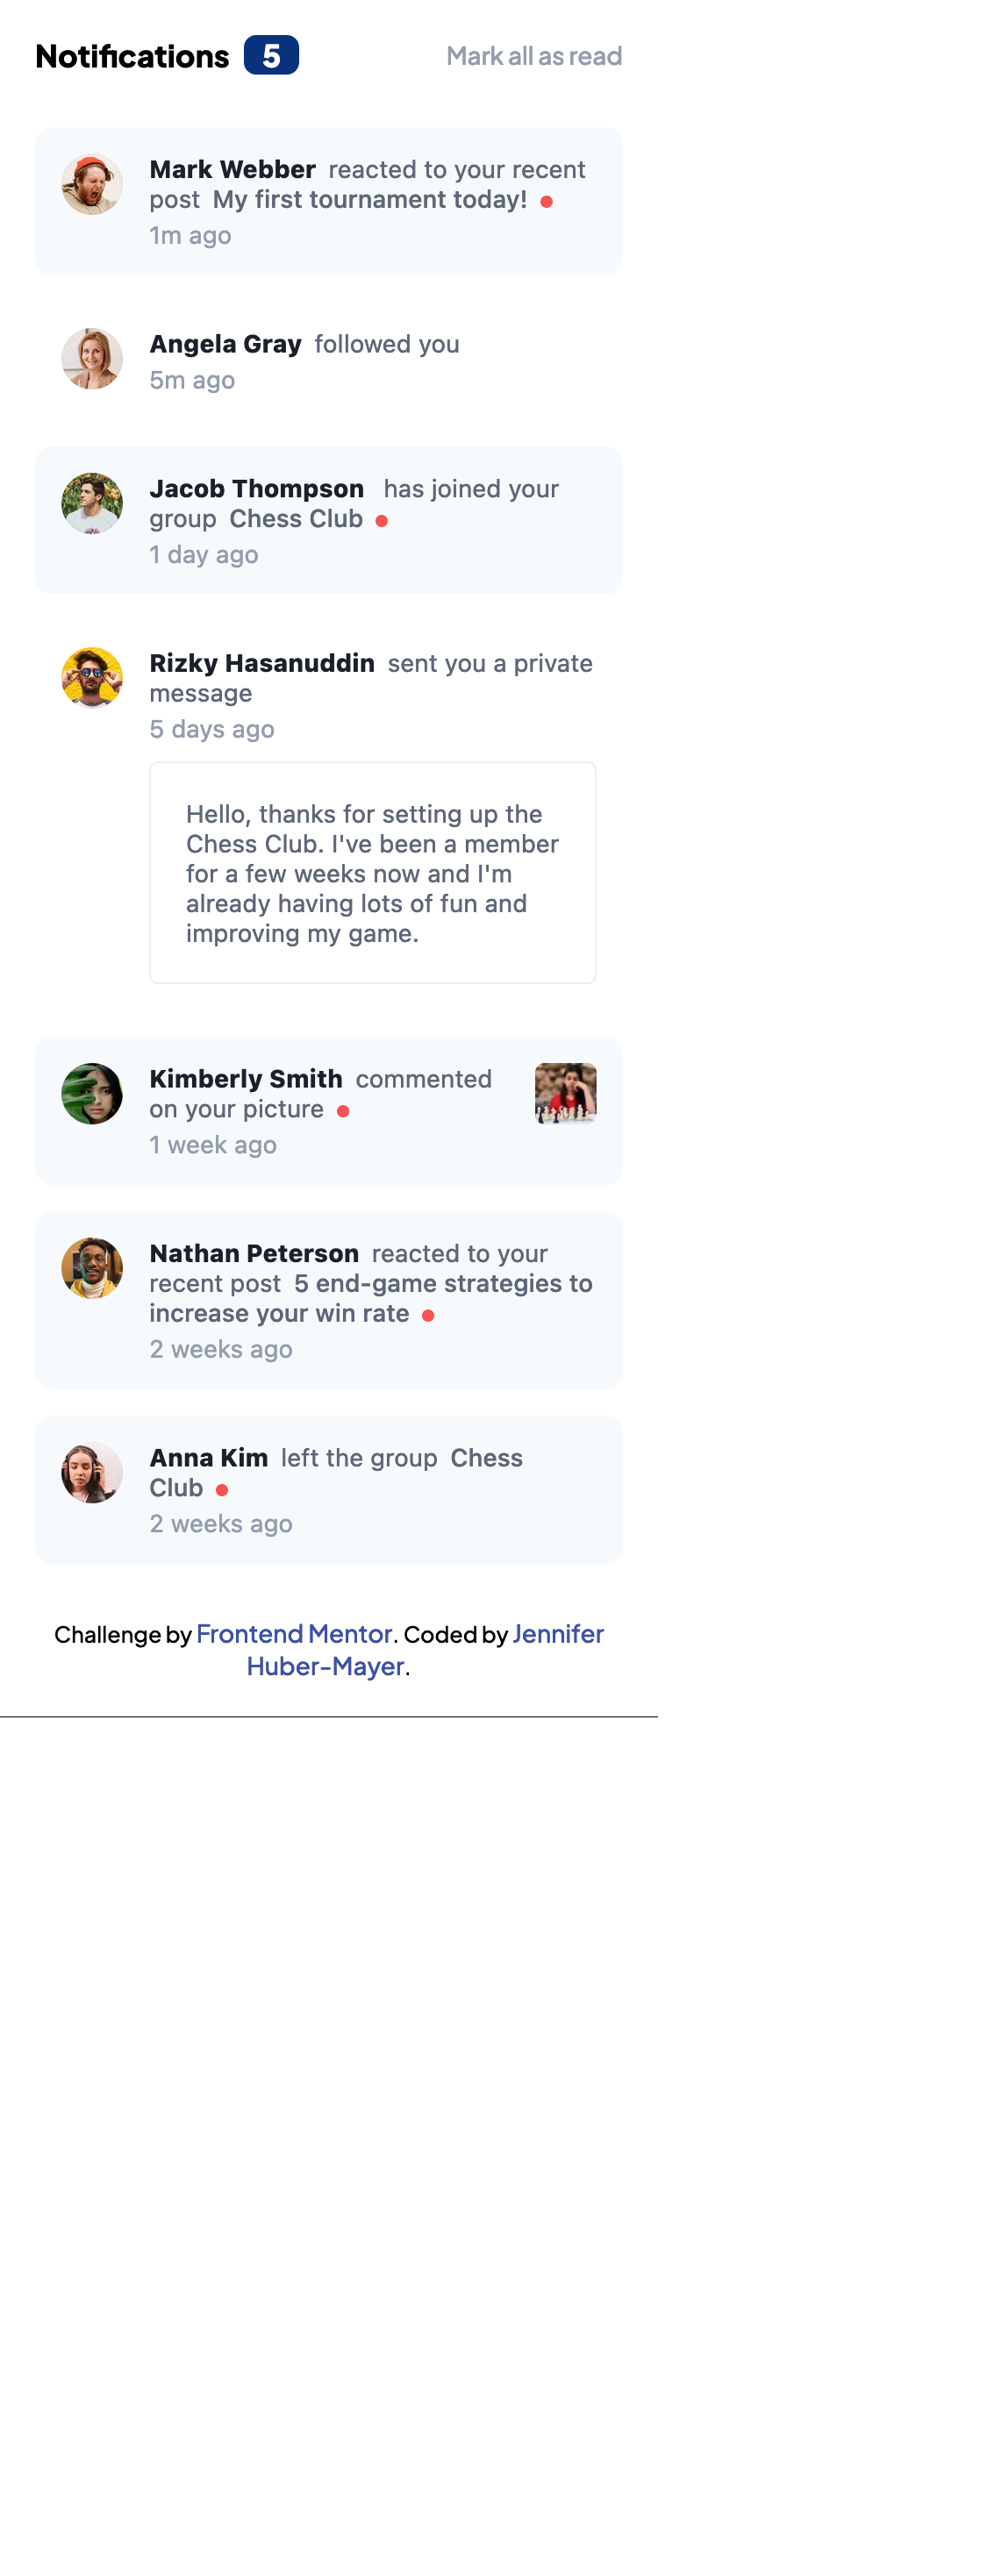 Notifications 5 Mark all as read
Mark Webber reacted to your recent
post My first tournament today!
1m ago
Angela Gray followed you
5m ago
Jacob Thompson has joined your
group Chess Club
1 day ago
Rizky Hasanuddin sent you a private
message
5 days ago
Hello, thanks for setting up the
Chess Club. I've been a member
for a few weeks now and I'm
already having lots of fun and
improving my game.
Kimberly Smith commented
on your picture
1 week ago
Nathan Peterson reacted to your
recent post 5 end-game strategies to
increase your win rate
2 weeks ago
Anna Kim left the group Chess
Club
2 weeks ago
Challenge by Frontend Mentor. Coded by Jennifer
Huber-Mayer.